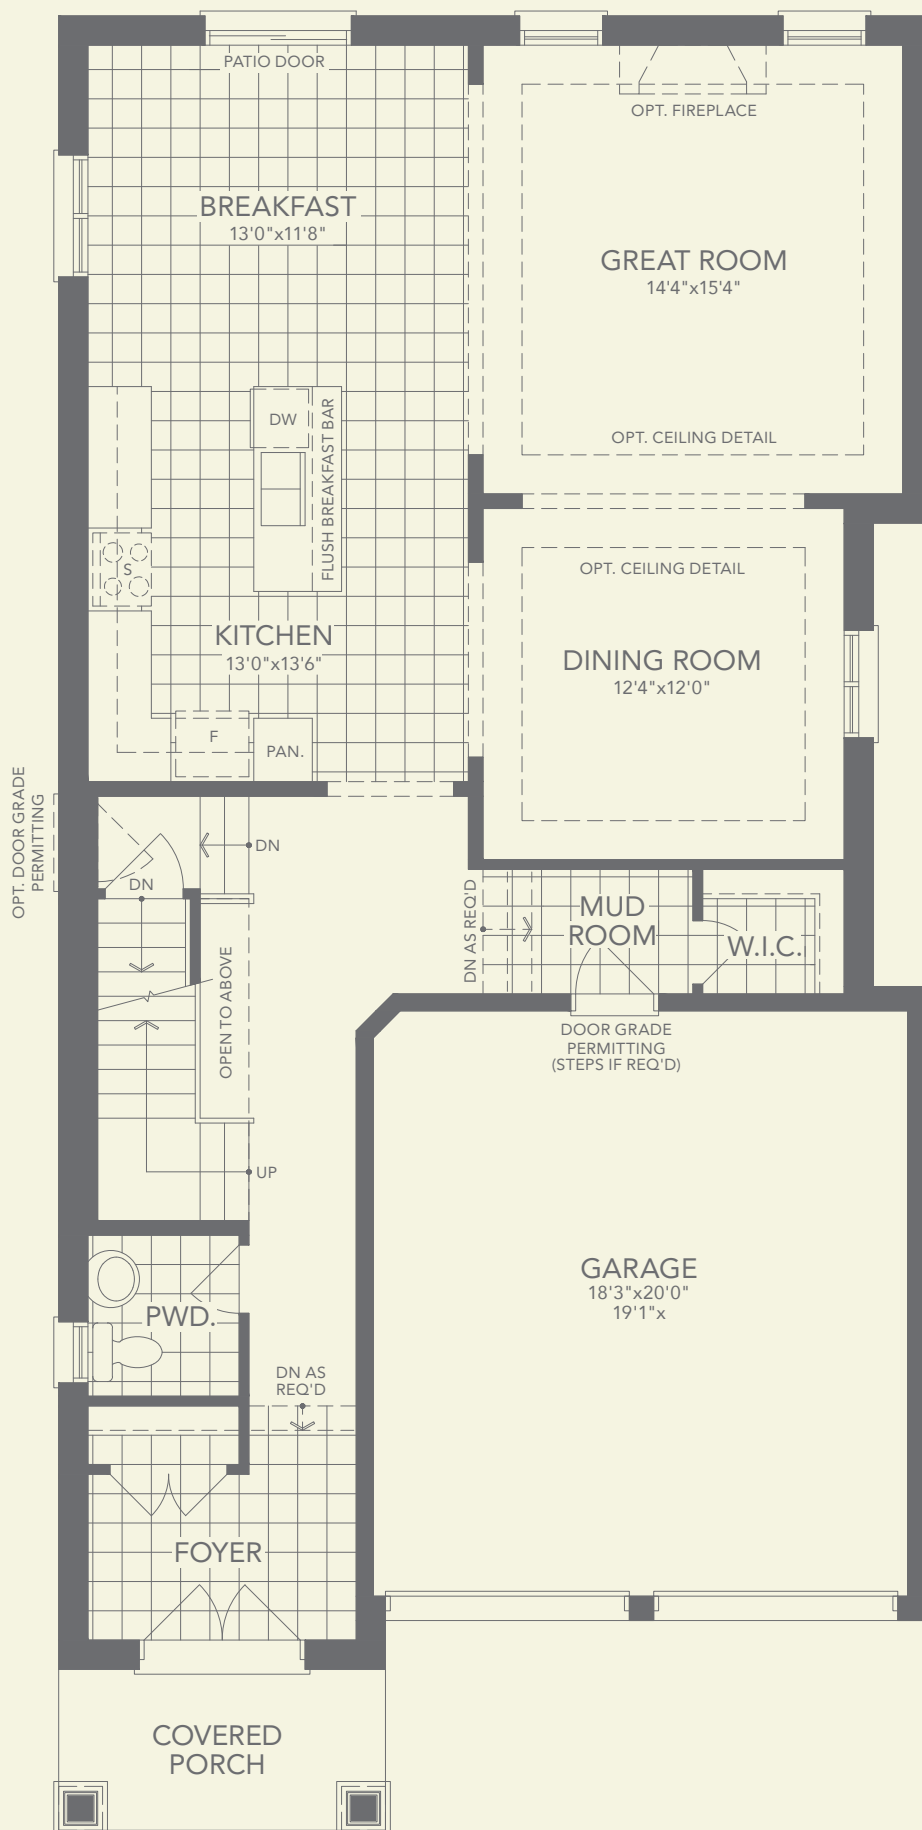 PATIO DOOR
OPT. FIREPLACE
BREAKFAST
13'0"x11'8"
GREAT ROOM
14'4"x15'4"
DW
FLUSH BREAKFAST BAR
OPT. CEILING DETAIL
S
OPT. CEILING DETAIL
KITCHEN
13'0"x13'6"
DINING ROOM
12'4"x12'0"
F
PAN.
OPT. DOOR GRADE
PERMITTING
DN
DN
DN AS REQ'D
MUD
ROOM
W.I.C.
OPEN TO ABOVE
DOOR GRADE
PERMITTING
(STEPS IF REQ'D)
UP
GARAGE
18'3"x20'0"
19'1"x
PWD.
DN AS
REQ'D
FOYER
COVERED
PORCH